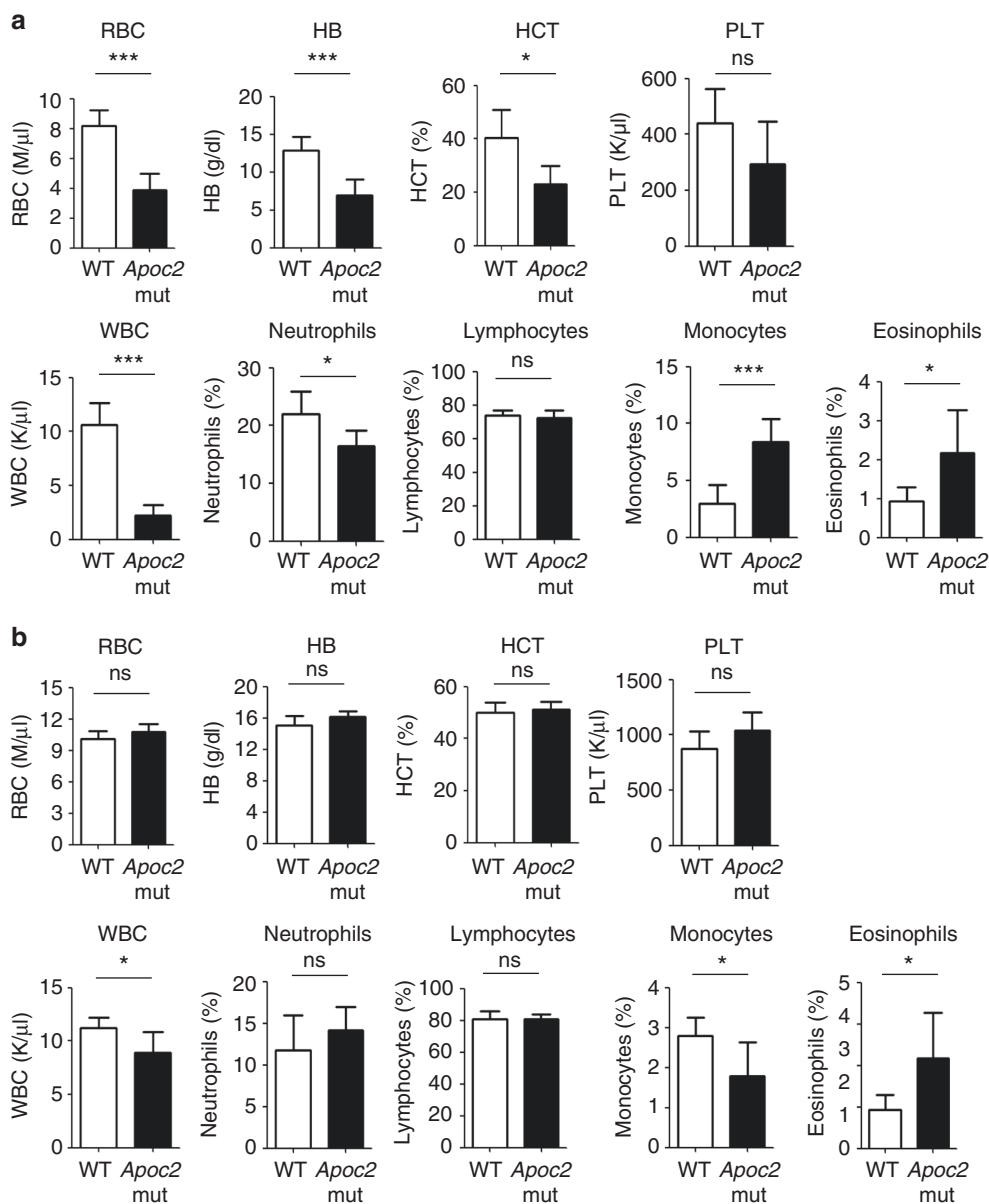 a
RBC
***
RBC (M/µl)
10
8
6
4
2
0
WT
Apoc2
mut
HB
***
HB (g/dl)
20
15
10
5
0
WT
Apoc2
mut
HCT
*
HCT (%)
60
40
20
0
WT
Apoc2
mut
PLT
ns
PLT (K/µl)
600
400
200
0
WT
Apoc2
mut
WBC
***
WBC (K/µl)
15
10
5
0
WT
Apoc2
mut
Neutrophils
*
Neutrophils (%)
30
20
10
0
WT
Apoc2
mut
Lymphocytes
ns
Lymphocytes (%)
100
80
60
40
20
0
WT
Apoc2
mut
Monocytes
***
Monocytes (%)
15
10
5
0
WT
Apoc2
mut
Eosinophils
*
Eosinophils (%)
4
3
2
1
0
WT
Apoc2
mut
b
RBC
ns
RBC (M/µl)
15
12
9
6
3
0
WT
Apoc2
mut
HB
ns
HB (g/dl)
20
16
12
8
4
0
WT
Apoc2
mut
HCT
ns
HCT (%)
60
40
20
0
WT
Apoc2
mut
PLT
ns
PLT (K/µl)
1500
1000
500
0
WT
Apoc2
mut
WBC
*
WBC (K/µl)
15
10
5
0
WT
Apoc2
mut
Neutrophils
ns
Neutrophils (%)
20
15
10
5
0
WT
Apoc2
mut
Lymphocytes
ns
Lymphocytes (%)
100
80
60
40
20
0
WT
Apoc2
mut
Monocytes
*
Monocytes (%)
4
3
2
1
0
WT
Apoc2
mut
Eosinophils
*
Eosinophils (%)
5
4
3
2
1
0
WT
Apoc2
mut